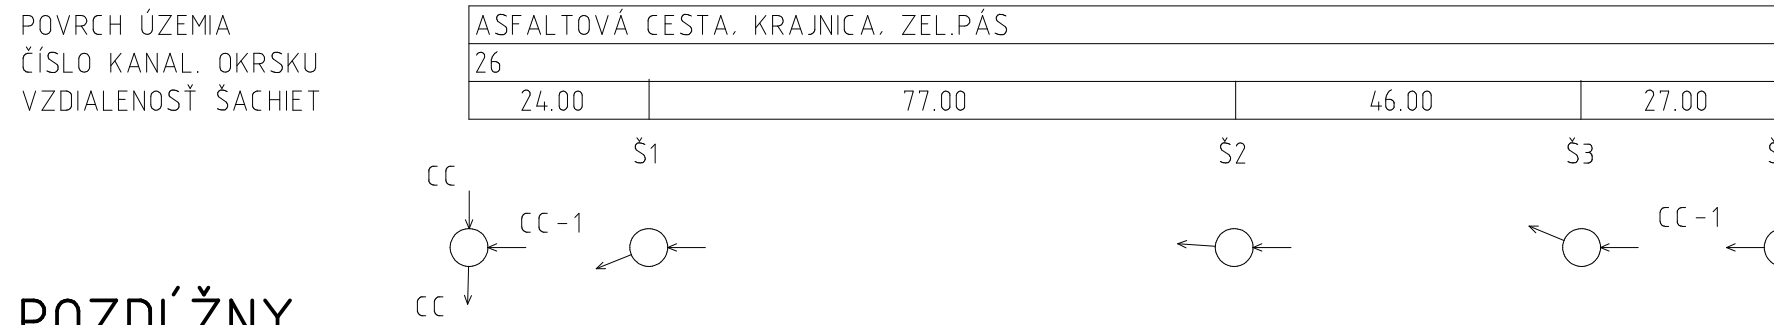 POVRCH ÚZEMIA ASFALTOVÁ CESTA, KRAJNICA, ZEL.PÁS
ČÍSLO KANAL. OKRSKU 26
VZDIALENOSŤ ŠACHIET 24.00 77.00 46.00 27.00
Š1 Š2 Š3
CC
CC-1 CC-1
CC
POZDĹŽNY